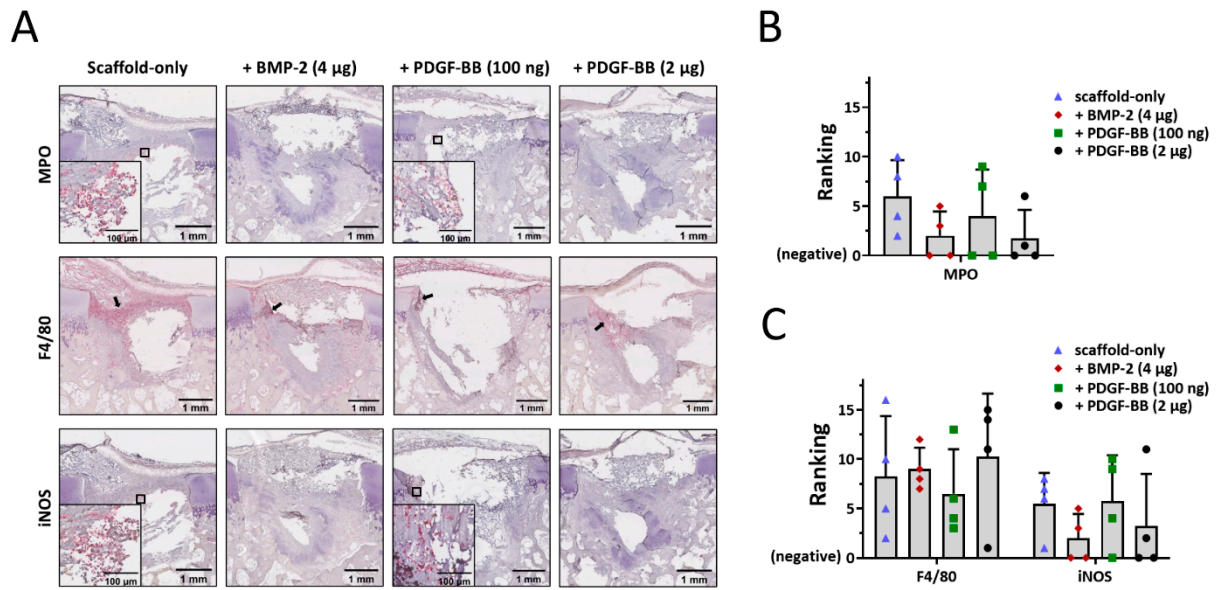 A
Scaffold-only
+ BMP-2 (4 µg)
+ PDGF-BB (100 ng)
+ PDGF-BB (2 µg)
MPO
100 µm
1 mm
1 mm
100 µm
1 mm
1 mm
F4/80
1 mm
1 mm
1 mm
1 mm
iNOS
100 µm
1 mm
1 mm
100 µm
1 mm
1 mm
B
Ranking
15
10
5
(negative) 0
MPO
scaffold-only
+ BMP-2 (4 µg)
+ PDGF-BB (100 ng)
+ PDGF-BB (2 µg)
C
Ranking
15
10
5
(negative) 0
F4/80
iNOS
scaffold-only
+ BMP-2 (4 µg)
+ PDGF-BB (100 ng)
+ PDGF-BB (2 µg)